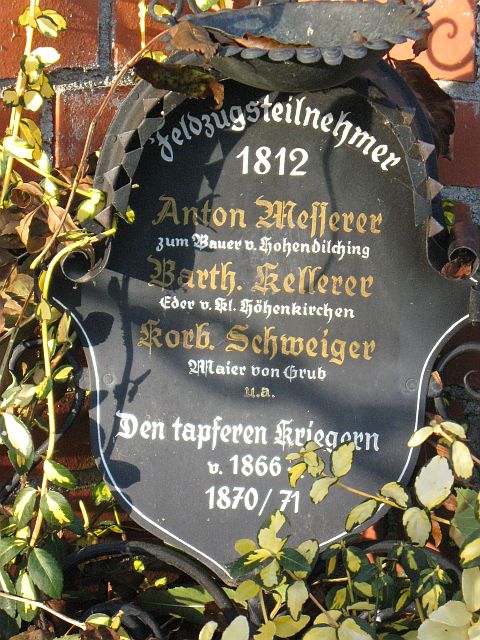 Feldzugsteilnehmer
1812
Anton Messerer
zum Bauer v. Hohendilching
Barth. Kellerer
Eder v. Kl. Höhenkirchen
Korb. Schweiger
Maier von Grub
u.a.
Den tapferen Kriegern
v. 1866
1870/71